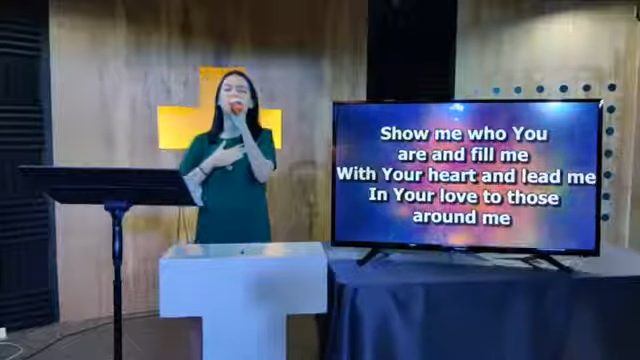 Show me who You
are and fill me
With Your heart and lead me
In Your love to those
around me